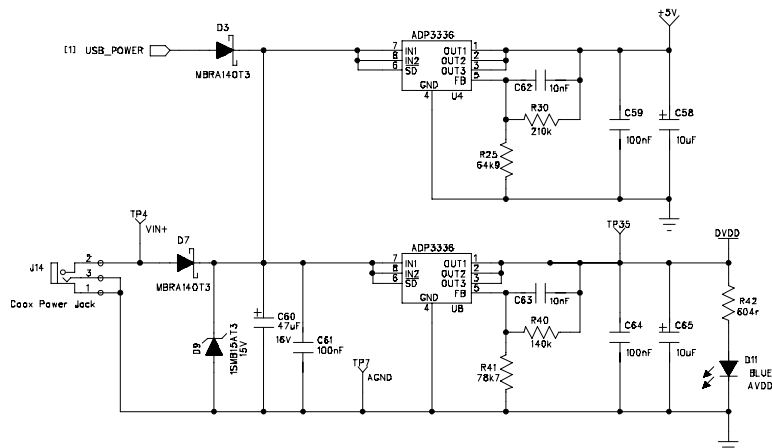 +5V
D3
[1] USB_POWER
MBRA140T3
ADP3336
7 IN1 OUT1 1
8 IN2 OUT2 2
6 SD OUT3 3
FB 5
GND
4 U4
C62 10nF
R30
210k
R25
64k9
C59
100nF
+ C58
10uF
TP4
VIN+
D7
MBRA140T3
J14
2
3
1
Coax Power Jack
D9
1SMB15AT3
15V
+ C60
47uF
16V
C61
100nF
TP7
AGND
ADP3336
7 IN1 OUT1 1
8 IN2 OUT2 2
6 SD OUT3 3
FB 5
GND
4 U8
C63 10nF
R40
140k
R41
78k7
TP35
C64
100nF
+ C65
10uF
DVDD
R42
604r
D11
BLUE
AVDD